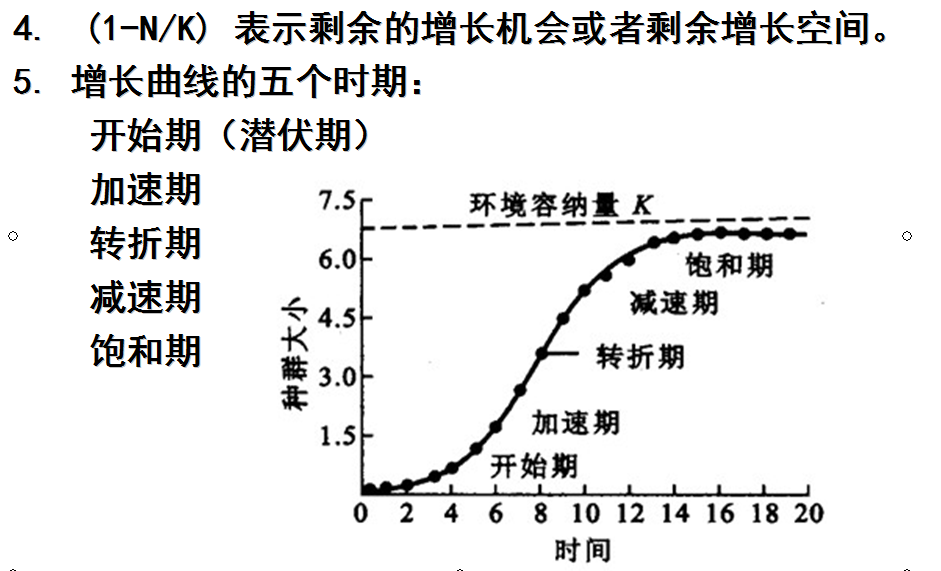 4. (1-N/K) 表示剩余的增长机会或者剩余增长空间。
5. 增长曲线的五个时期：
开始期（潜伏期）
加速期
转折期
减速期
饱和期
7.5
环境容纳量 K
6.0
饱和期
减速期
4.5
转折期
3.0
加速期
1.5
开始期
种群大小
0 2 4 6 8 10 12 14 16 18 20
时间